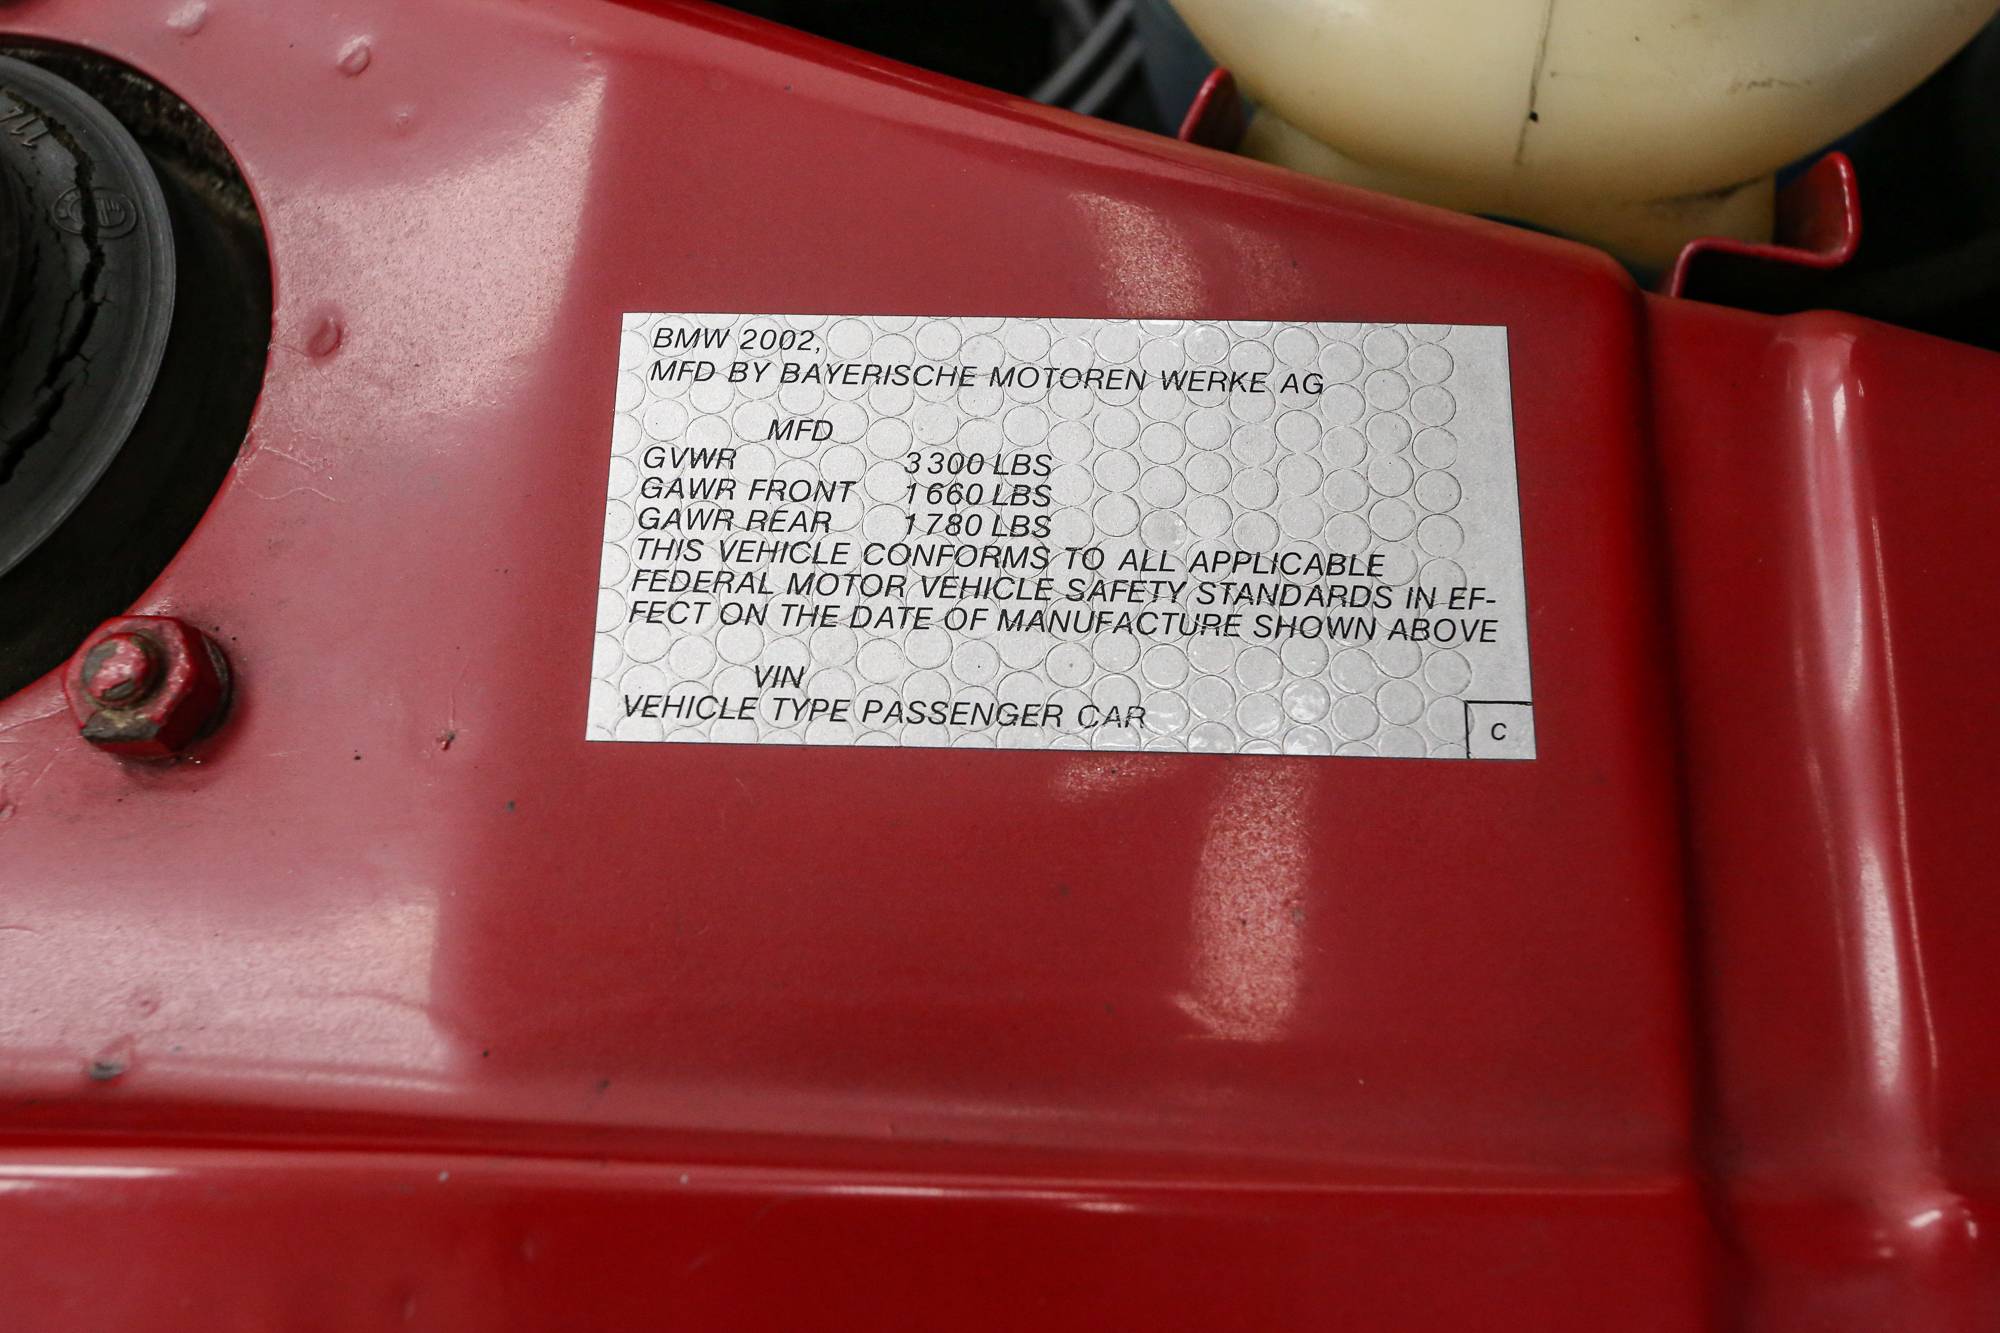 BMW 2002,
MFD BY BAYERISCHE MOTOREN WERKE AG
MFD
GVWR 3300 LBS
GAWR FRONT 1660 LBS
GAWR REAR 1780 LBS
THIS VEHICLE CONFORMS TO ALL APPLICABLE
FEDERAL MOTOR VEHICLE SAFETY STANDARDS IN EF-
FECT ON THE DATE OF MANUFACTURE SHOWN ABOVE
VIN
VEHICLE TYPE PASSENGER CAR
C